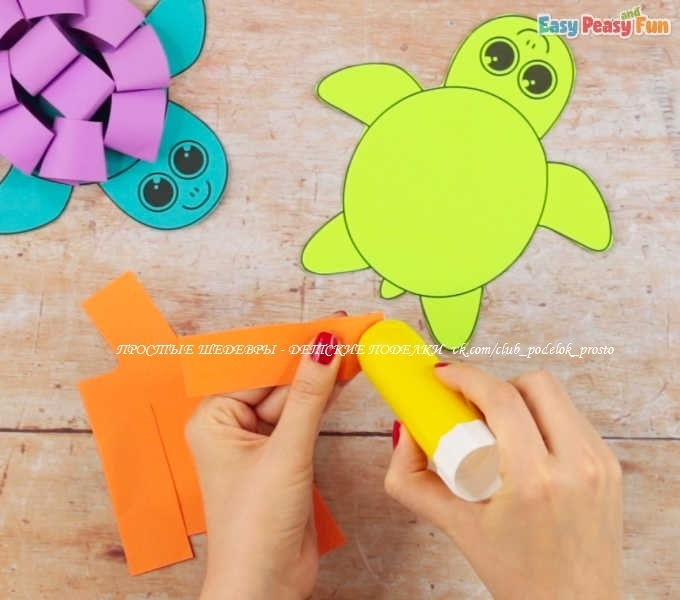 Easy Peasy and Fun
ПРОСТЫЕ ШЕДЕВРЫ - ДЕТСКИЕ ПОДЕЛКИ vk.com/club_podelok_prosto